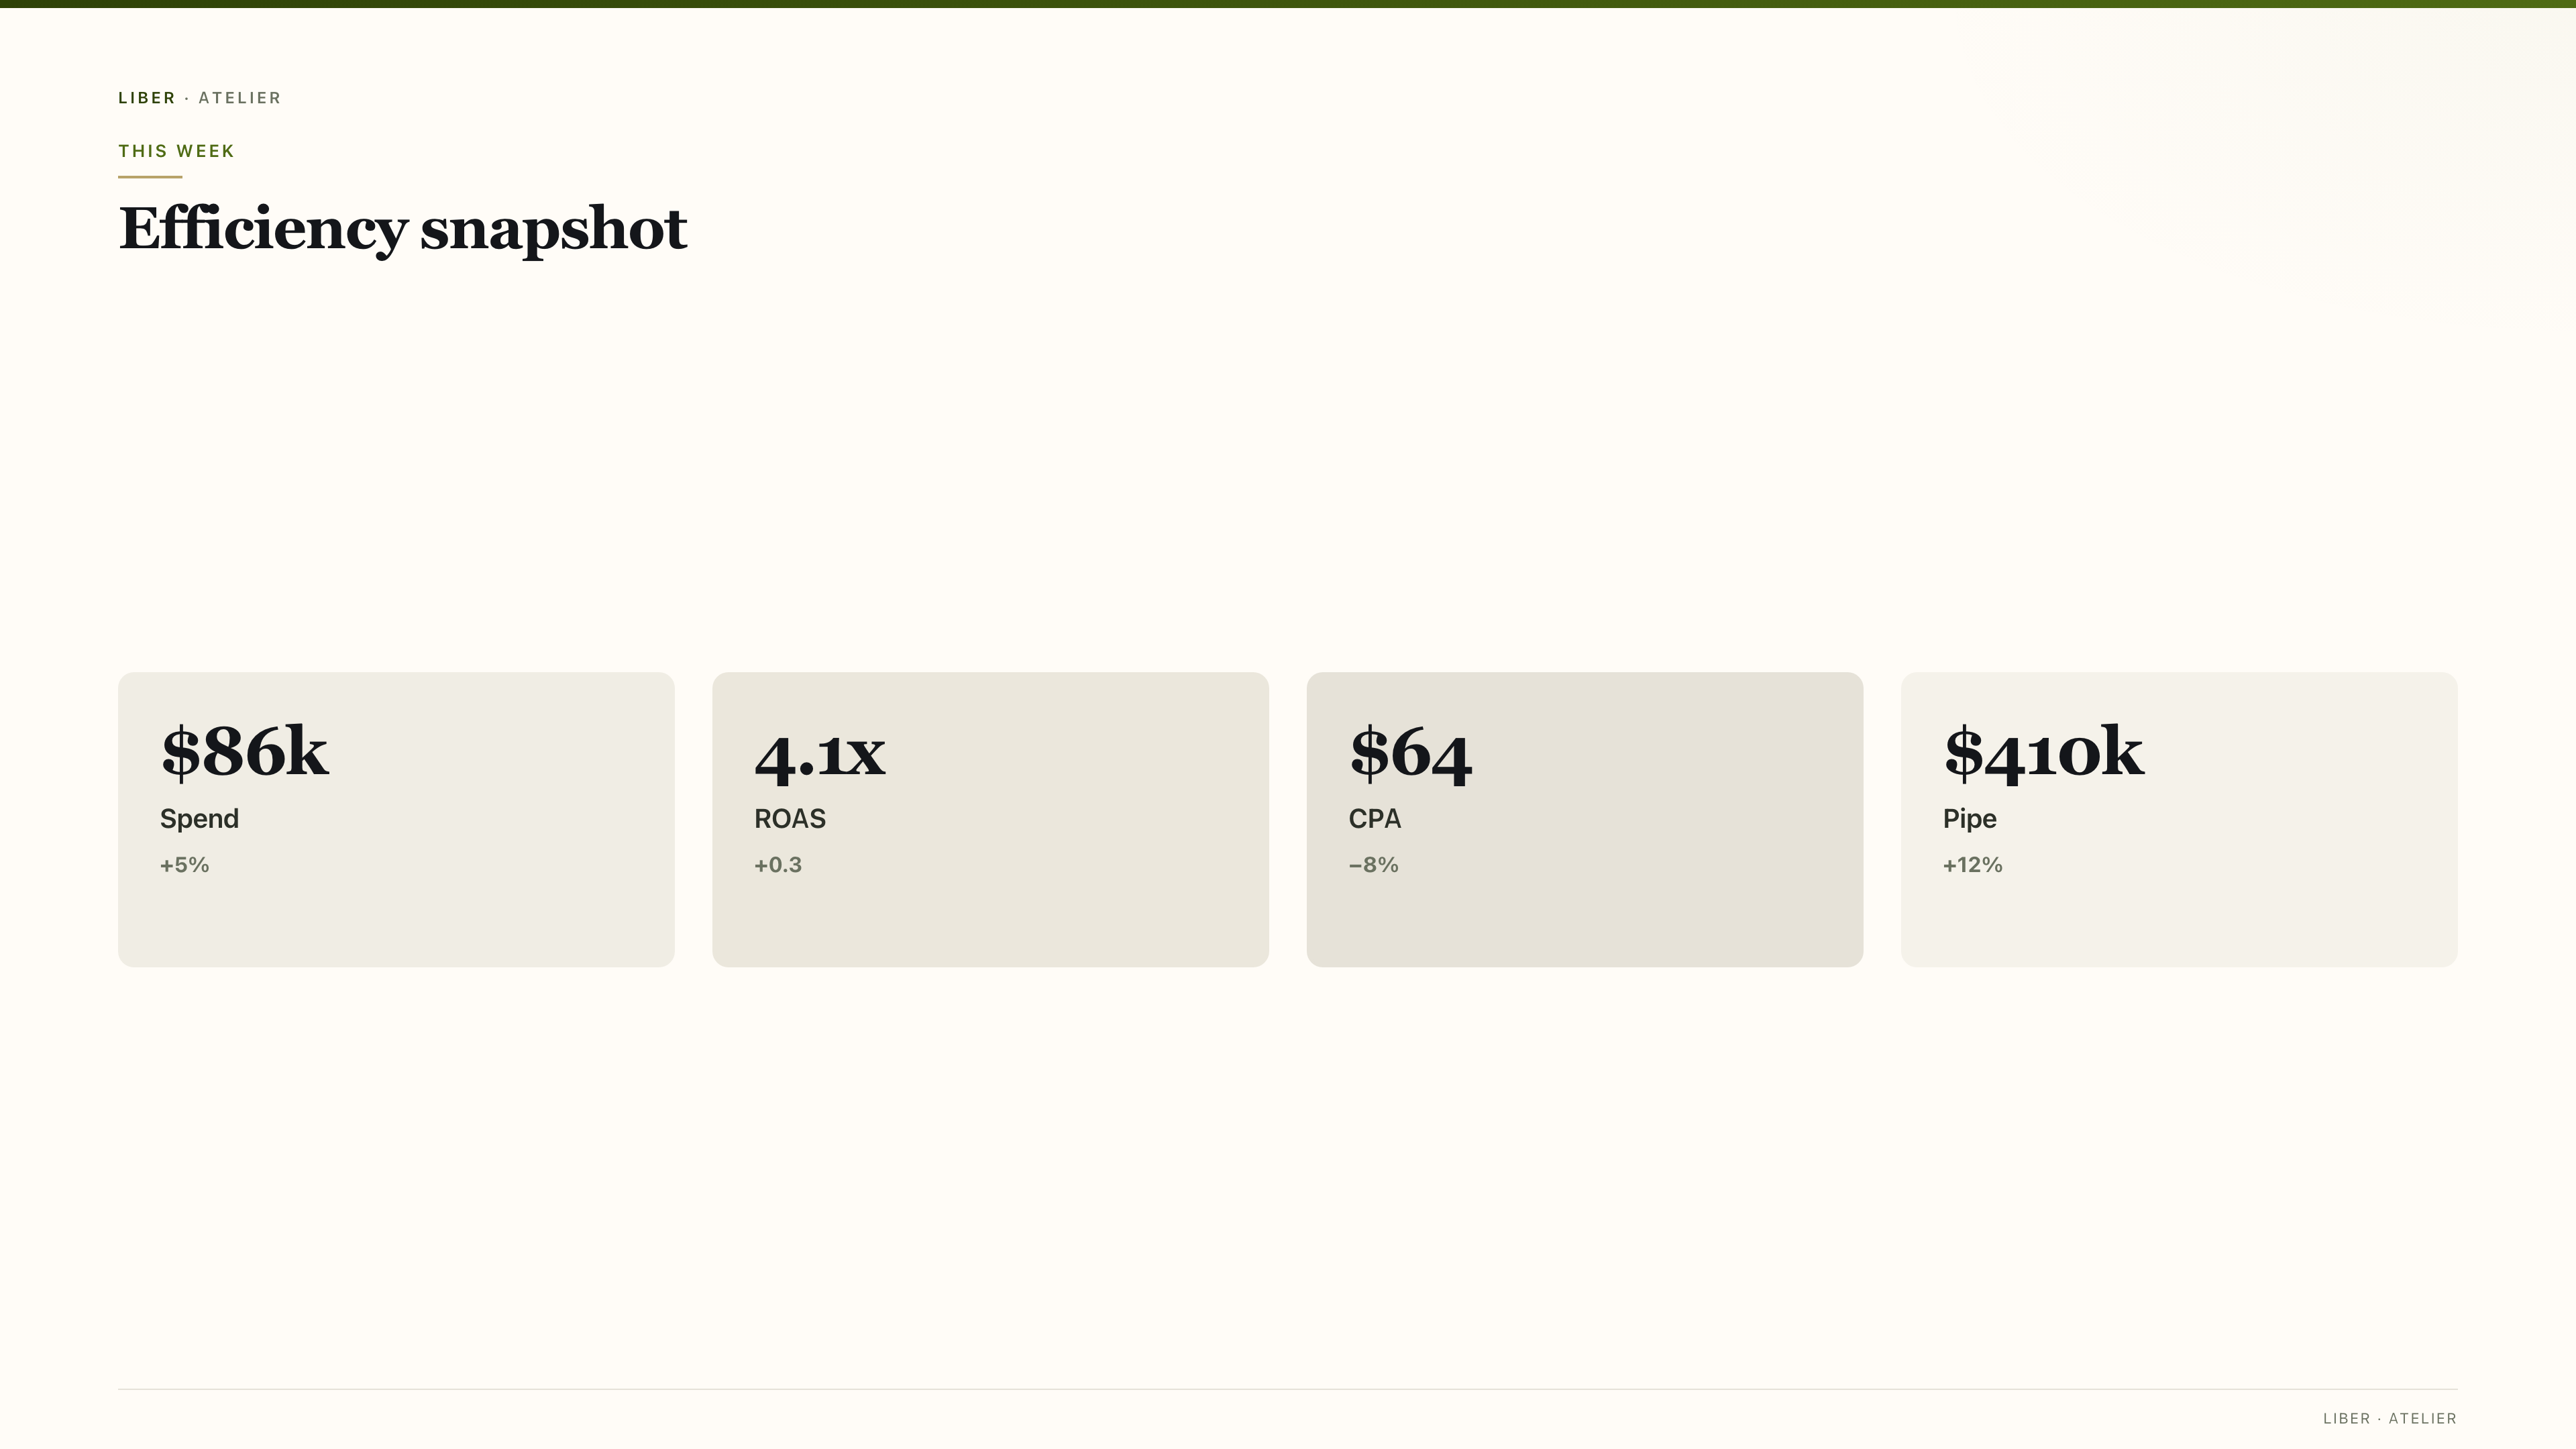 LIBER · ATELIER
THIS WEEK
Efficiency snapshot
$86k
Spend
+5%
4.1x
ROAS
+0.3
$64
CPA
−8%
$410k
Pipe
+12%
LIBER · ATELIER